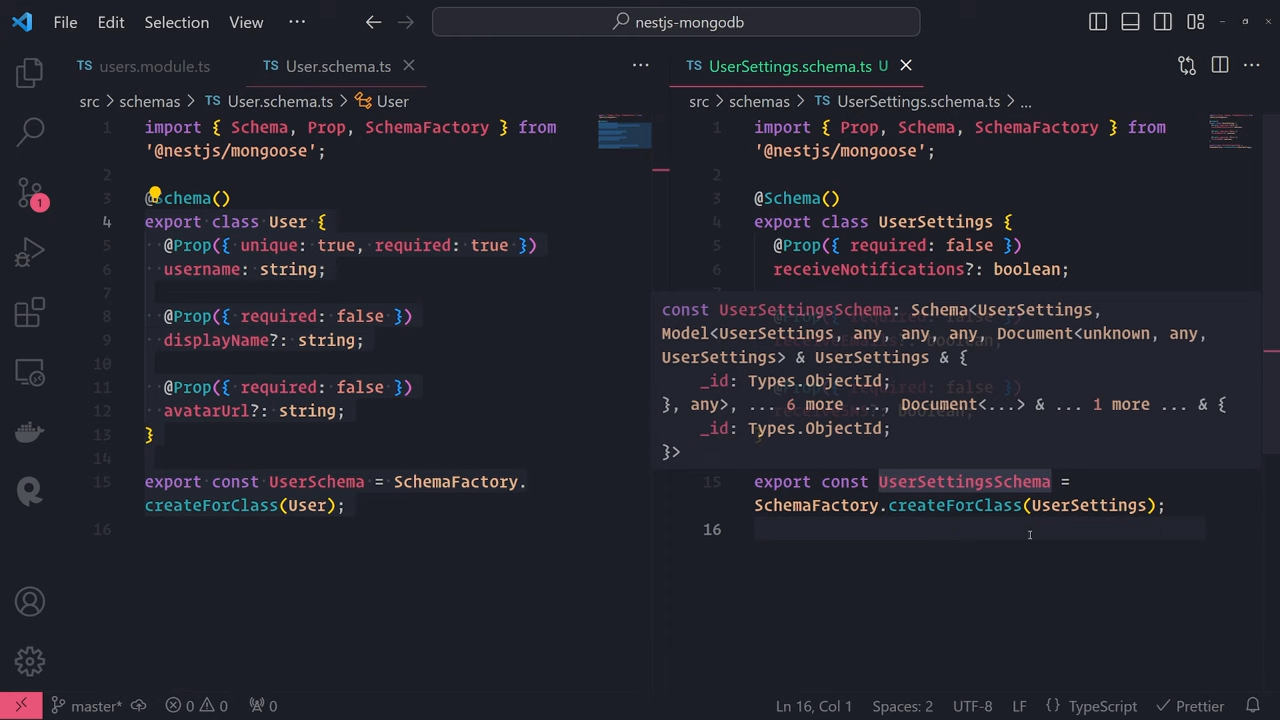 File Edit Selection View ··· nestjs-mongodb
TS users.module.ts TS User.schema.ts
src > schemas > TS User.schema.ts > User
1 import { Schema, Prop, SchemaFactory } from
'@nestjs/mongoose';
2
3 @Schema()
4 export class User {
5 @Prop({ unique: true, required: true })
6 username: string;
7
8 @Prop({ required: false })
9 displayName?: string;
10
11 @Prop({ required: false })
12 avatarUrl?: string;
13 }
14
15 export const UserSchema = SchemaFactory.
createForClass(User);
16
TS UserSettings.schema.ts U
src > schemas > TS UserSettings.schema.ts > ...
1 import { Prop, Schema, SchemaFactory } from
'@nestjs/mongoose';
2
3 @Schema()
4 export class UserSettings {
5 @Prop({ required: false })
6 receiveNotifications?: boolean;
7
const UserSettingsSchema: Schema<UserSettings,
Model<UserSettings, any, any, any, Document<unknown, any,
UserSettings> & UserSettings & {
_id: Types.ObjectId;
}, any>, ... 6 more ..., Document<...> & ... 1 more ... & {
_id: Types.ObjectId;
}>
15 export const UserSettingsSchema =
SchemaFactory.createForClass(UserSettings);
16
1
master* 0 0 0 Ln 16, Col 1 Spaces: 2 UTF-8 LF {} TypeScript Prettier